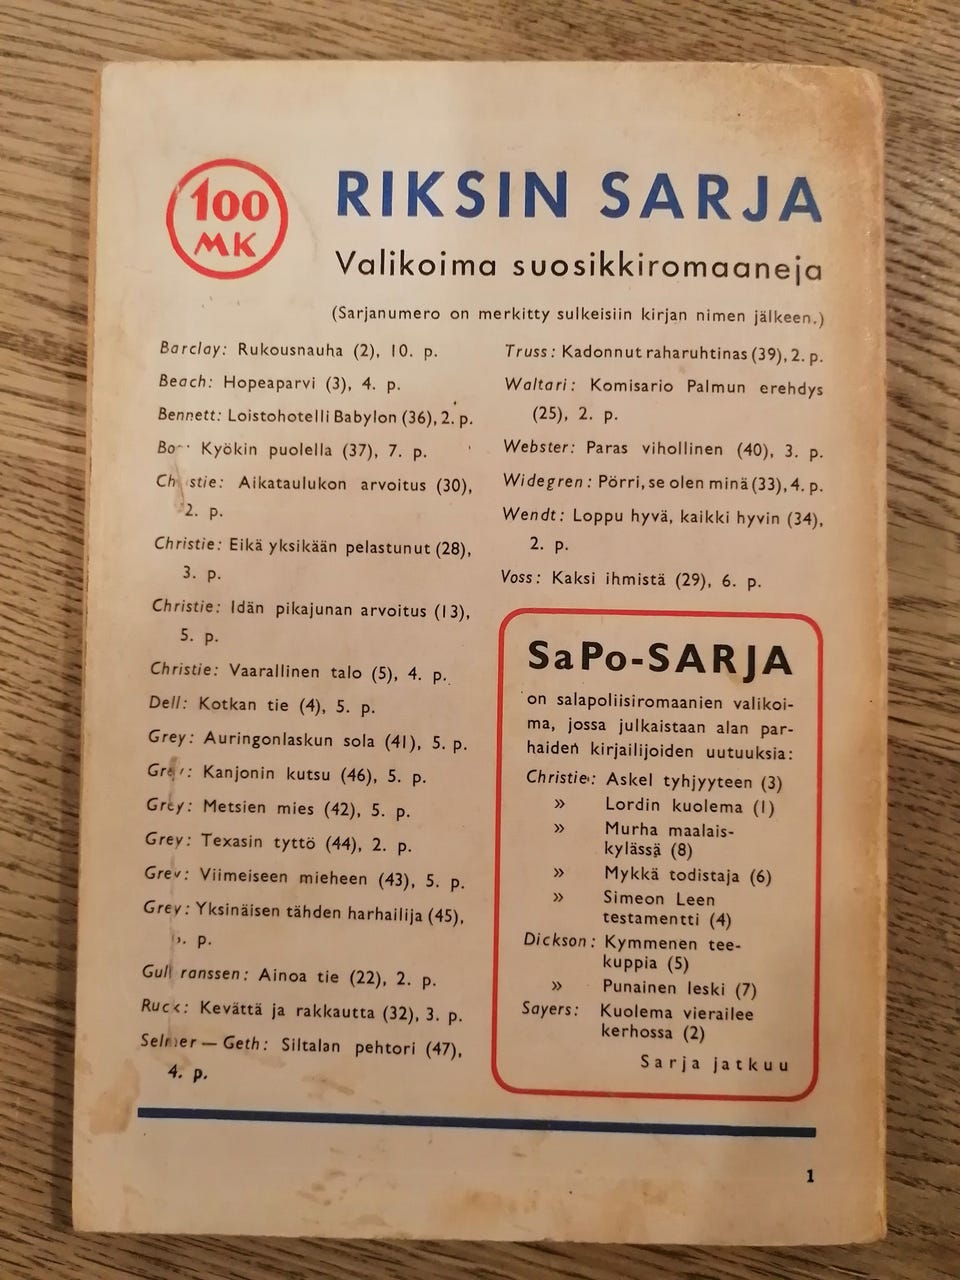 100
MK
RIKSIN SARJA
Valikoima suosikkiromaaneja
(Sarjanumero on merkitty sulkeisiin kirjan nimen jälkeen.)
Barclay: Rukousnauha (2), 10. p.
Beach: Hopeaparvi (3), 4. p.
Bennett: Loistohotelli Babylon (36), 2. p.
Kyökin puolella (37), 7. p.
Christie: Aikataulukon arvoitus (30),
2. p.
Christie: Eikä yksikään pelastunut (28),
3. p.
Christie: Idän pikajunan arvoitus (13),
5. p.
Christie: Vaarallinen talo (5), 4. p.
Dell: Kotkan tie (4), 5. p.
Grey: Auringonlaskun sola (41), 5. p.
Grey: Kanjonin kutsu (46), 5. p.
Grey: Metsien mies (42), 5. p.
Grey: Texasin tyttö (44), 2. p.
Grey: Viimeiseen mieheen (43), 5. p.
Grey: Yksinäisen tähden harhailija (45),
p.
Gulbranssen: Ainoa tie (22), 2. p.
Ruck: Kevättä ja rakkautta (32), 3. p.
Selmer — Geth: Siltalan pehtori (47),
4. p.
Truss: Kadonnut raharuhtinas (39), 2. p.
Waltari: Komisario Palmun erehdys
(25), 2. p.
Webster: Paras vihollinen (40), 3. p.
Widegren: Pörri, se olen minä (33), 4. p.
Wendt: Loppu hyvä, kaikki hyvin (34),
2. p.
Voss: Kaksi ihmistä (29), 6. p.
SaPo-SARJA
on salapoliisiromaanien valikoi-
ma, jossa julkaistaan alan par-
haiden kirjailijoiden uutuuksia:
Christie: Askel tyhjyyteen (3)
» Lordin kuolema (1)
» Murha maalais-
kylässä (8)
» Mykkä todistaja (6)
» Simeon Leen
testamentti (4)
Dickson: Kymmenen tee-
kuppia (5)
» Punainen leski (7)
Sayers: Kuolema vierailee
kerhossa (2)
Sarja jatkuu
1